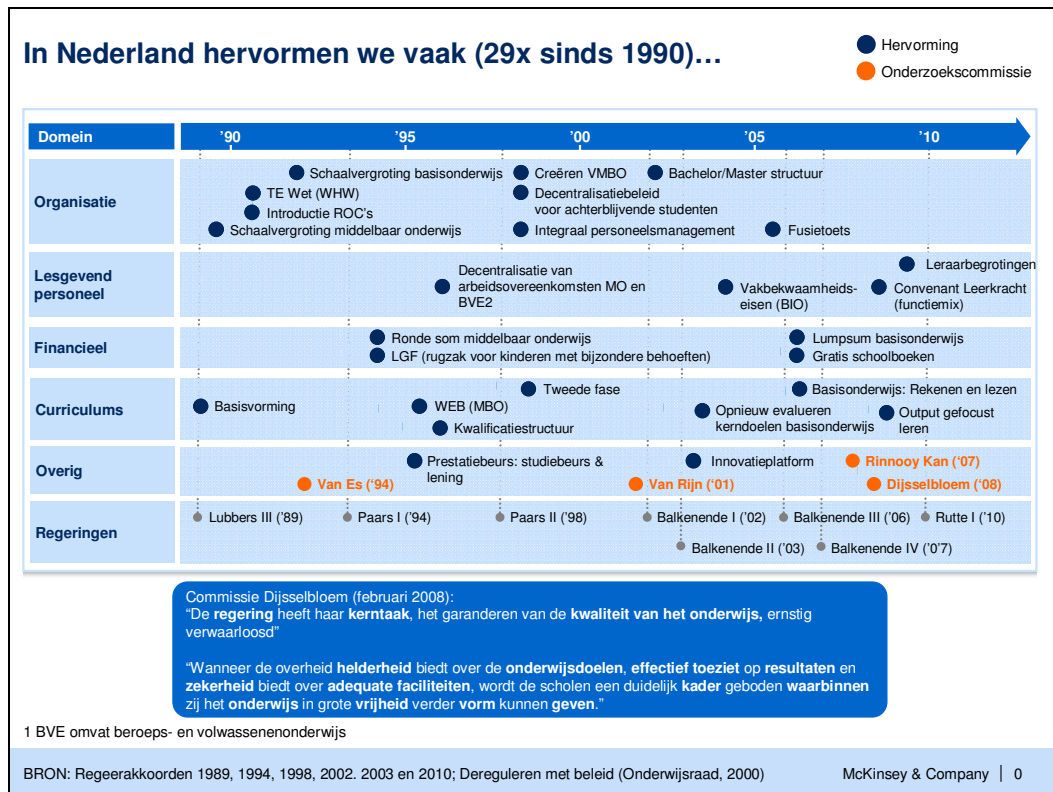 In Nederland hervormen we vaak (29x sinds 1990)…
Hervorming
Onderzoekscommissie
Domein
’90
’95
’00
’05
’10
Organisatie
Schaalvergroting basisonderwijs
Creëren VMBO
Bachelor/Master structuur
TE Wet (WHW)
Decentralisatiebeleid
voor achterblijvende studenten
Introductie ROC’s
Schaalvergroting middelbaar onderwijs
Integraal personeelsmanagement
Fusietoets
Lesgevend
personeel
Decentralisatie van
arbeidsovereenkomsten MO en
BVE2
Vakbekwaamheids-
eisen (BIO)
Leraarbegrotingen
Convenant Leerkracht
(functiemix)
Financieel
Ronde som middelbaar onderwijs
Lumpsum basisonderwijs
LGF (rugzak voor kinderen met bijzondere behoeften)
Gratis schoolboeken
Curriculums
Tweede fase
Basisonderwijs: Rekenen en lezen
Basisvorming
WEB (MBO)
Opnieuw evalueren
kerndoelen basisonderwijs
Output gefocust
leren
Kwalificatiestructuur
Overig
Prestatiebeurs: studiebeurs &
lening
Innovatieplatform
Rinnooy Kan (‘07)
Van Es (‘94)
Van Rijn (‘01)
Dijsselbloem (‘08)
Regeringen
Lubbers III (’89)
Paars I (’94)
Paars II (’98)
Balkenende I (’02)
Balkenende III (’06)
Rutte I (’10)
Balkenende II (’03)
Balkenende IV (’0’7)
Commissie Dijsselbloem (februari 2008):
“De regering heeft haar kerntaak, het garanderen van de kwaliteit van het onderwijs, ernstig
verwaarloosd”
“Wanneer de overheid helderheid biedt over de onderwijsdoelen, effectief toeziet op resultaten en
zekerheid biedt over adequate faciliteiten, wordt de scholen een duidelijk kader geboden waarbinnen
zij het onderwijs in grote vrijheid verder vorm kunnen geven.”
1 BVE omvat beroeps- en volwassenenonderwijs
BRON: Regeerakkoorden 1989, 1994, 1998, 2002. 2003 en 2010; Dereguleren met beleid (Onderwijsraad, 2000)
McKinsey & Company | 0